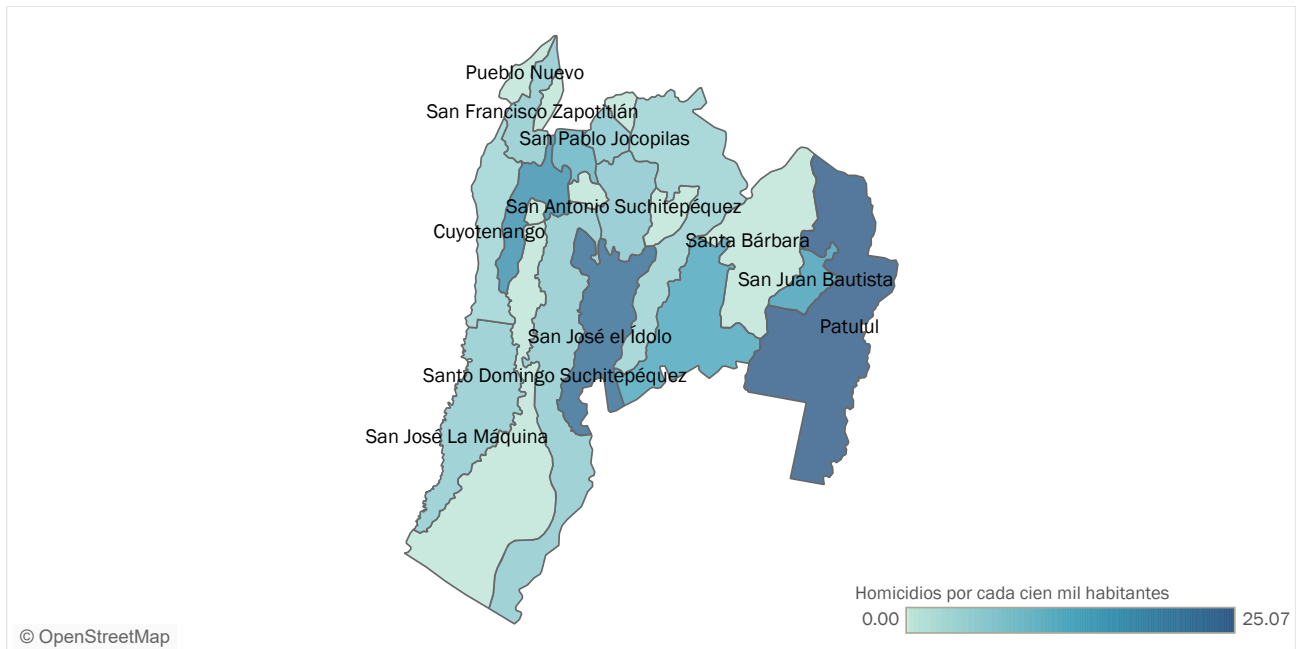 Pueblo Nuevo
San Francisco Zapotitlán
San Pablo Jocopilas
San Antonio Suchitepéquez
Cuyotenango
Santa Bárbara
San Juan Bautista
Patulul
San José el Ídolo
Santo Domingo Suchitepéquez
San José La Máquina
Homicidios por cada cien mil habitantes
0.00 25.07
© OpenStreetMap